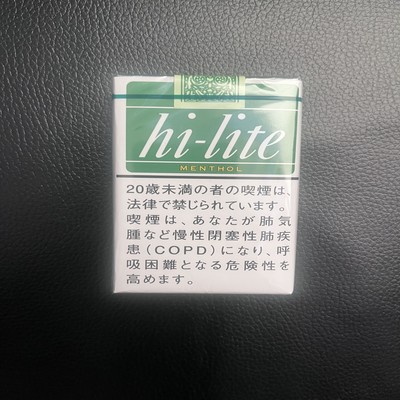 hi-lite
MENTHOL
20歳未満の者の喫煙は、
法律で禁じられています。
喫煙は、あなたが肺気
腫など慢性閉塞性肺疾
患(COPD)になり、呼
吸困難となる危険性を
高めます。